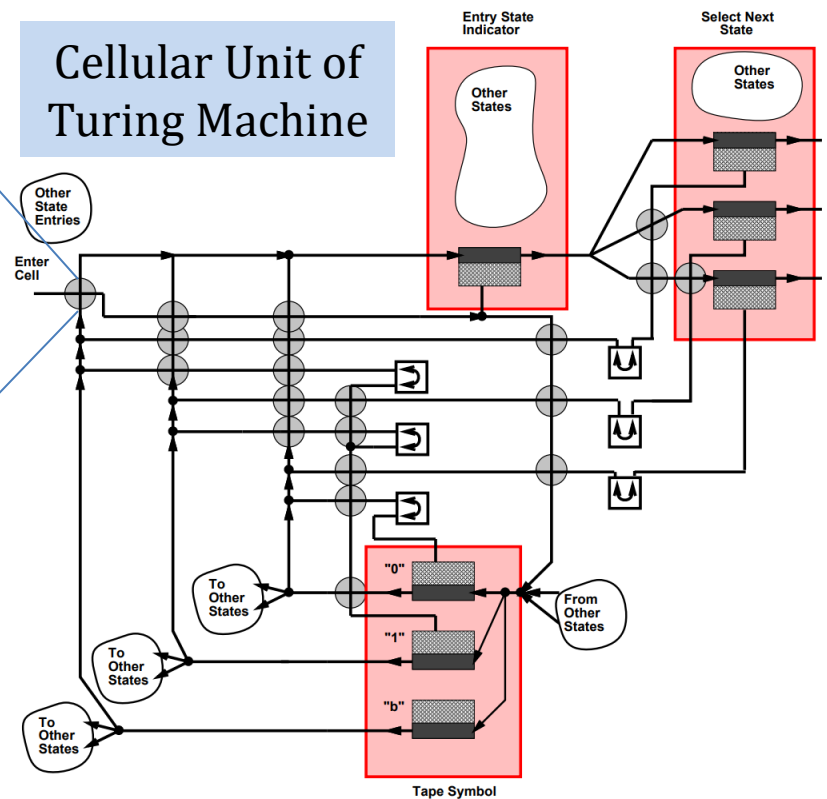 Cellular Unit of
Turing Machine
Entry State
Indicator
Select Next
State
Other
States
Other
States
Other
State
Entries
Enter
Cell
"0"
To
Other
States
From
Other
States
"1"
To
Other
States
"b"
To
Other
States
Tape Symbol